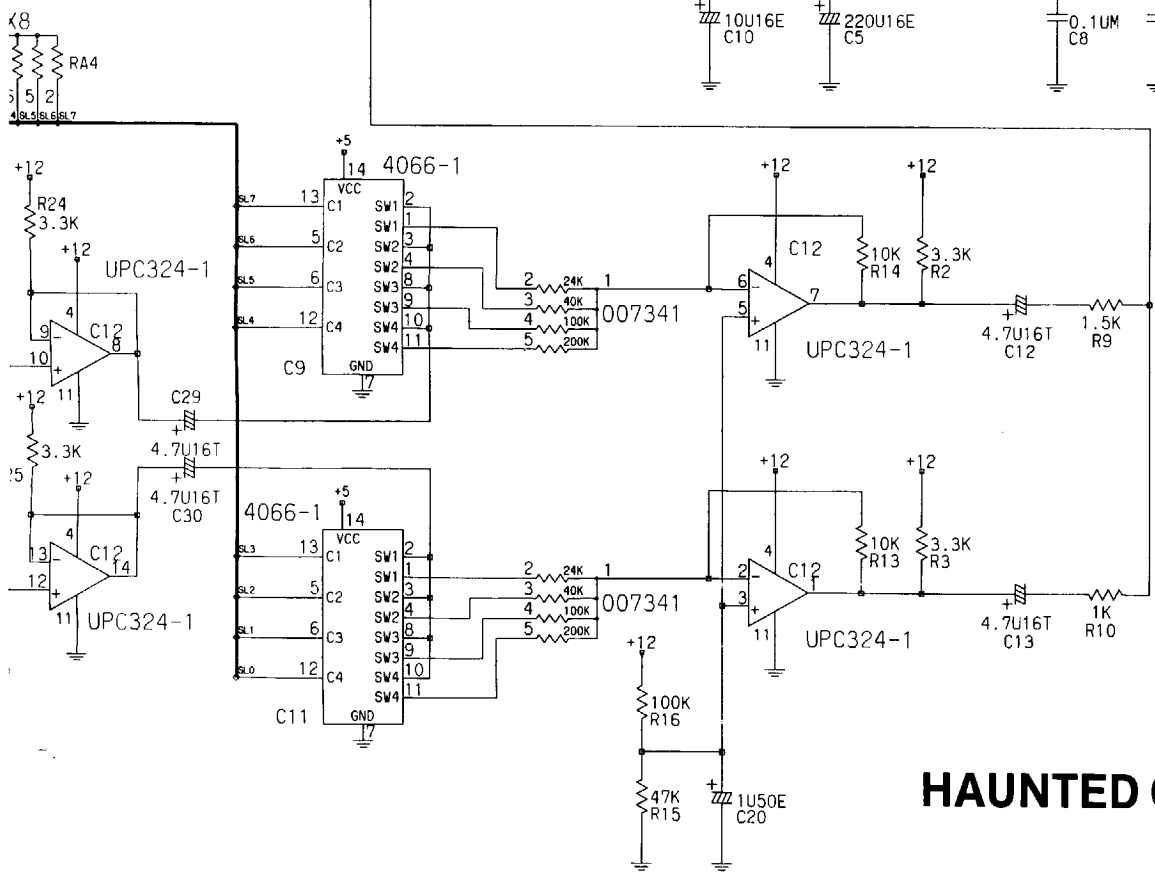 X8
RA4
5 2
4 SL5 SL6 SL7
10U16E
C10
220U16E
C5
0.1UM
C8
+12
R24
3.3K
+12
UPC324-1
4
9
-
C12
8
10
+
11
+12
3.3K
25
+12
4
13
-
C12
14
12
+
11
UPC324-1
C29
+
4.7U16T
+
4.7U16T
C30
+5
14
4066-1
VCC
SL7
13
C1
SL6
5
C2
SL5
6
C3
SL4
12
C4
SW1 2
SW1 1
SW2 3
SW2 4
SW3 8
SW3 9
SW4 10
SW4 11
GND
7
C9
2 24K
3 40K
4 100K
5 200K
1
007341
+12
C12
4
6 -
5 +
7
11
UPC324-1
10K
R14
+12
3.3K
R2
+
4.7U16T
C12
1.5K
R9
4066-1
+5
14
VCC
SL3
13
C1
SL2
5
C2
SL1
6
C3
SL0
12
C4
SW1 2
SW1 1
SW2 3
SW2 4
SW3 8
SW3 9
SW4 10
SW4 11
GND
7
C11
2 24K
3 40K
4 100K
5 200K
1
007341
+12
4
C12
2 -
3 +
1
11
UPC324-1
10K
R13
+12
3.3K
R3
+
4.7U16T
C13
1K
R10
+12
100K
R16
47K
R15
+
1U50E
C20
HAUNTED